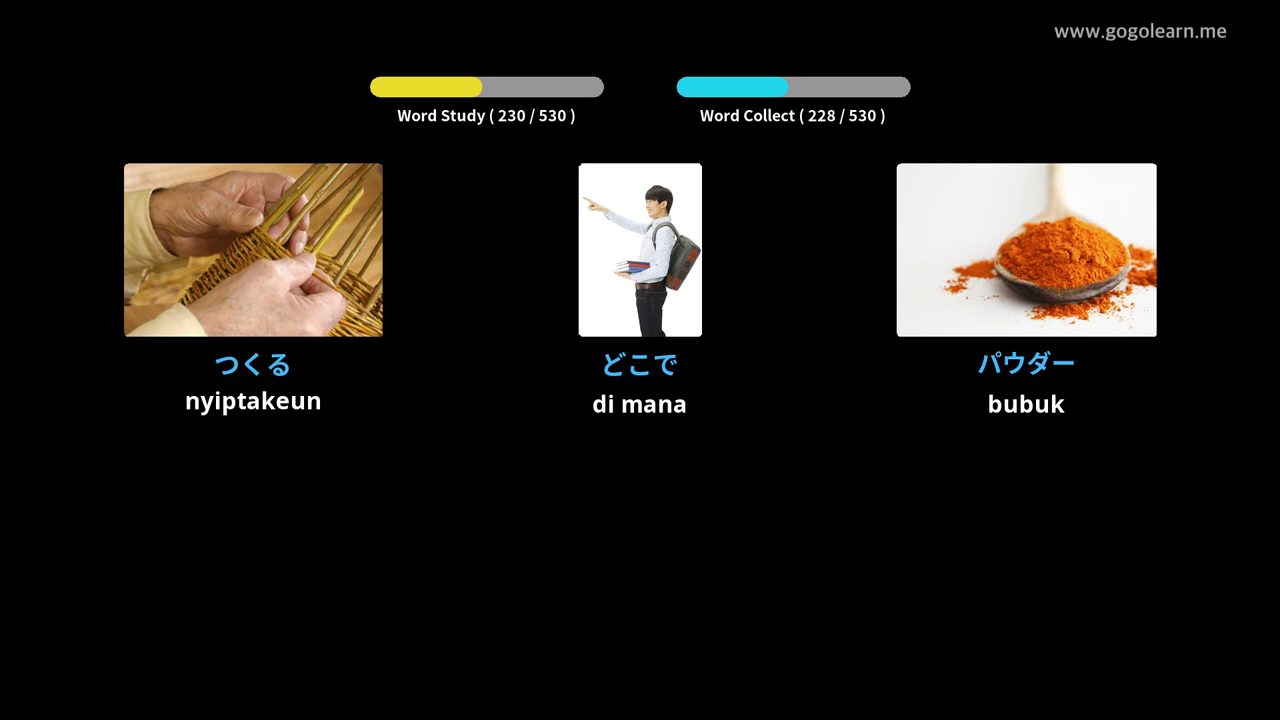 www.gogolearn.me
Word Study ( 230 / 530 )
Word Collect ( 228 / 530 )
つくる
どこで
パウダー
nyiptakeun
di mana
bubuk